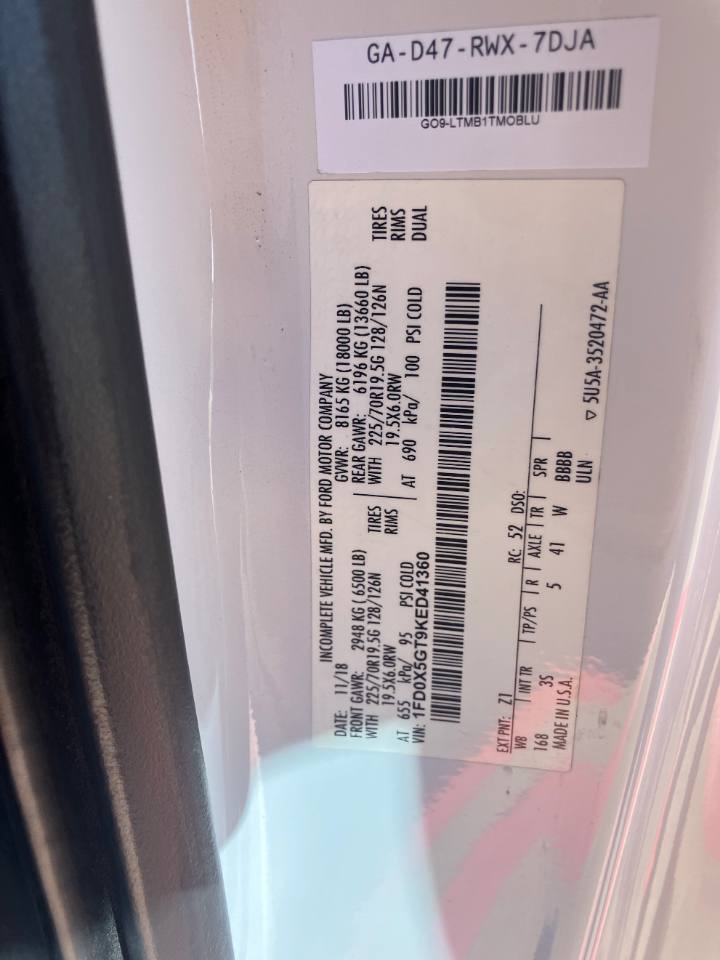 GA-D47-RWX-7DJA
GO9-LTMB1TMOBLU
INCOMPLETE VEHICLE MFD. BY FORD MOTOR COMPANY
DATE: 11/18 GVWR: 8165 KG (18000 LB)
FRONT GAWR: 2948 KG ( 6500 LB) REAR GAWR: 6196 KG (13660 LB)
WITH 225/70R19.5G 128/126N TIRES WITH 225/70R19.5G 128/126N TIRES
19.5X6.0RW RIMS 19.5X6.0RW RIMS
AT 655 kPa/ 95 PSI COLD AT 690 kPa/ 100 PSI COLD DUAL
VIN: 1FD0X5GT9KED41360
EXT PNT: Z1 RC: 52 DSO:
WB INT TR TP/PS R AXLE TR SPR
168 3S 5 41 W BBBB
MADE IN U.S.A. ULN
▽ 5U5A-3520472-AA